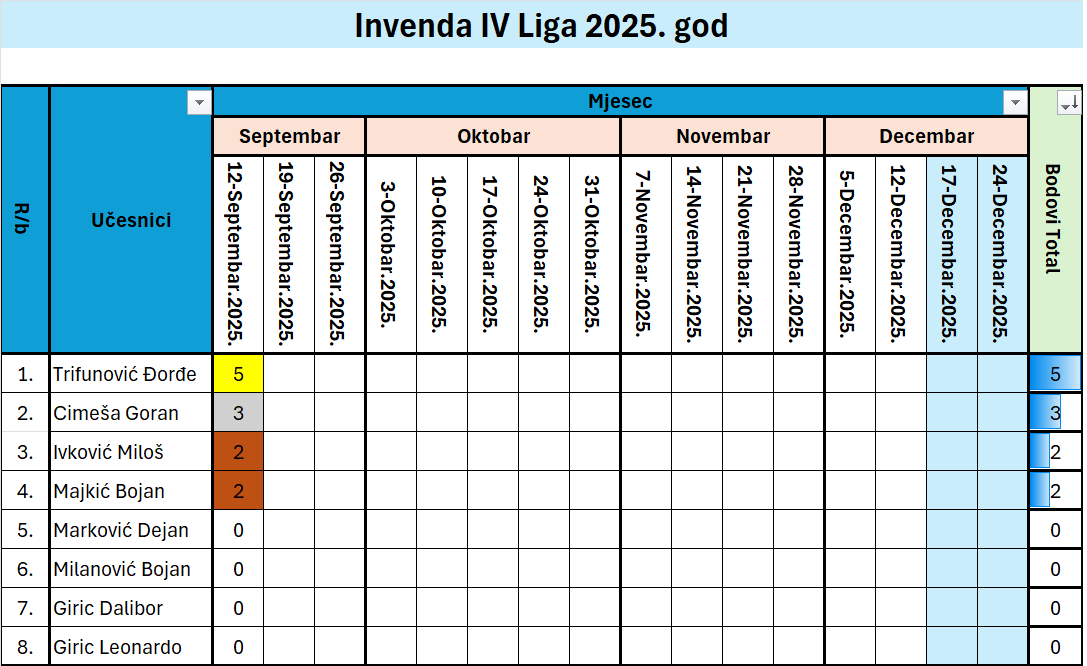 Invenda IV Liga 2025. god
R/b
Učesnici
Mjesec
Bodovi Total
Septembar Oktobar Novembar Decembar
12-Septembar.2025. 19-Septembar.2025. 26-Septembar.2025. 3-Oktobar.2025. 10-Oktobar.2025. 17-Oktobar.2025. 24-Oktobar.2025. 31-Oktobar.2025. 7-Novembar.2025. 14-Novembar.2025. 21-Novembar.2025. 28-Novembar.2025. 5-Decembar.2025. 12-Decembar.2025. 17-Decembar.2025. 24-Decembar.2025.
1. Trifunović Đorđe 5 5
2. Cimeša Goran 3 3
3. Ivković Miloš 2 2
4. Majkić Bojan 2 2
5. Marković Dejan 0 0
6. Milanović Bojan 0 0
7. Giric Dalibor 0 0
8. Giric Leonardo 0 0